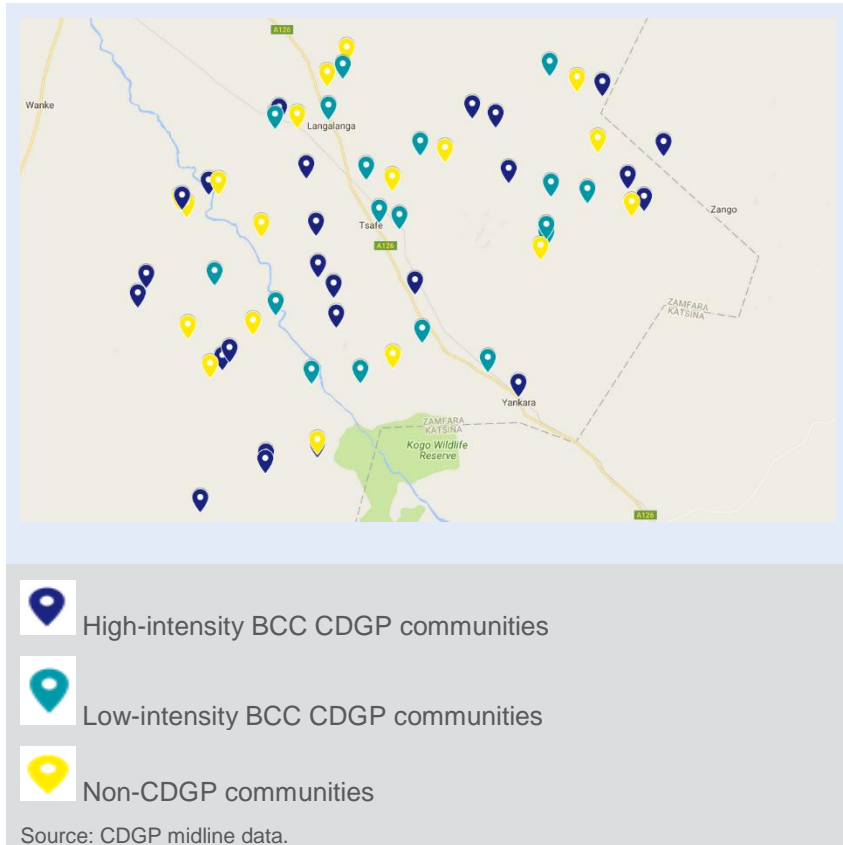 A126
Wanke
Langalanga
Tsafe
A126
Zango
ZAMFARA
KATSINA
Yankara
ZAMFARA
KATSINA
Kogo Wildlife
Reserve
A126
High-intensity BCC CDGP communities
Low-intensity BCC CDGP communities
Non-CDGP communities
Source: CDGP midline data.